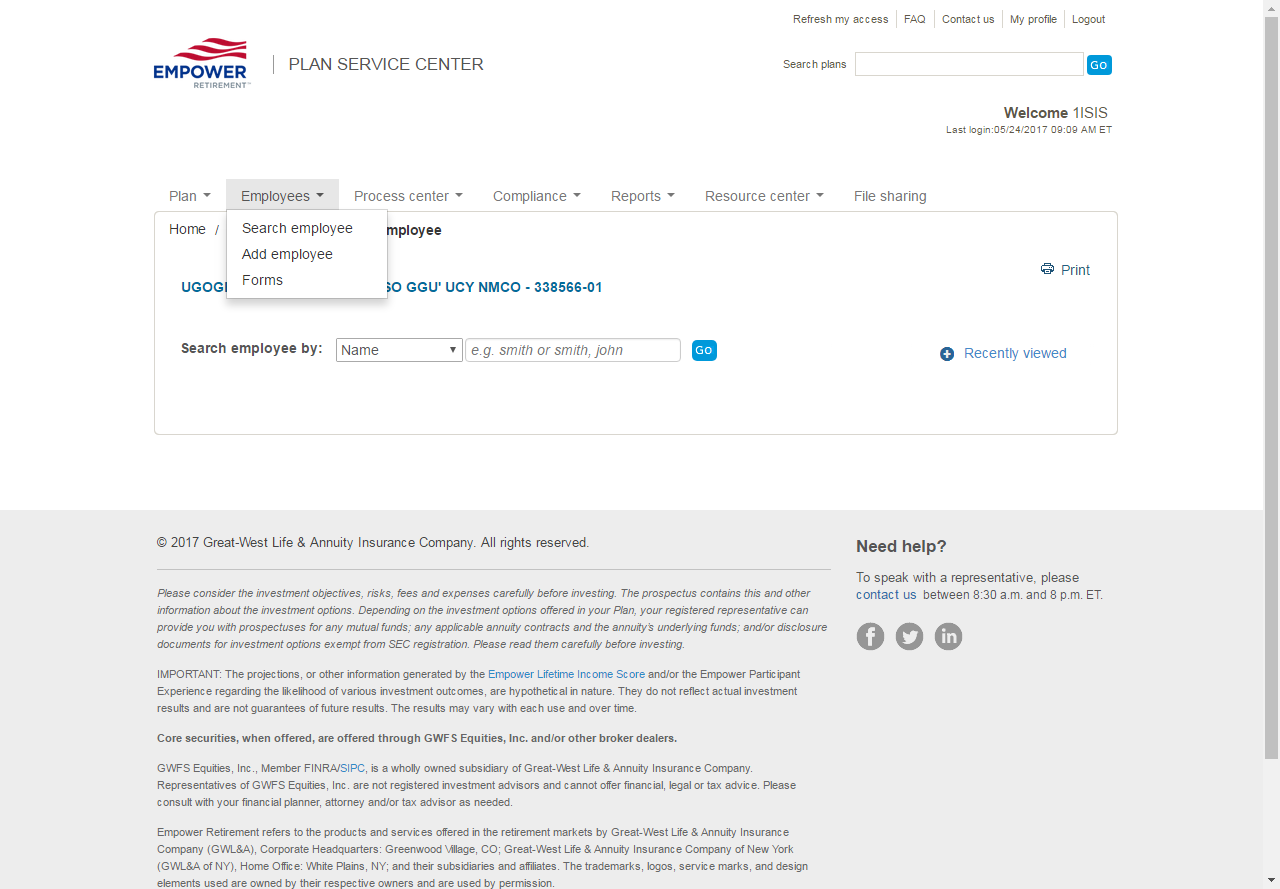 Refresh my access FAQ Contact us My profile Logout
EMPOWER
RETIREMENT™
PLAN SERVICE CENTER
Search plans Go
Welcome 1ISIS
Last login:05/24/2017 09:09 AM ET
Plan Employees Process center Compliance Reports Resource center File sharing
Home / mployee
Search employee
Add employee
Forms
Print
UGOG SO GGU' UCY NMCO - 338566-01
Search employee by: Name e.g. smith or smith, john Go
Recently viewed
© 2017 Great-West Life & Annuity Insurance Company. All rights reserved.
Please consider the investment objectives, risks, fees and expenses carefully before investing. The prospectus contains this and other
information about the investment options. Depending on the investment options offered in your Plan, your registered representative can
provide you with prospectuses for any mutual funds; any applicable annuity contracts and the annuity's underlying funds; and/or disclosure
documents for investment options exempt from SEC registration. Please read them carefully before investing.
IMPORTANT: The projections, or other information generated by the Empower Lifetime Income Score and/or the Empower Participant
Experience regarding the likelihood of various investment outcomes, are hypothetical in nature. They do not reflect actual investment
results and are not guarantees of future results. The results may vary with each use and over time.
Core securities, when offered, are offered through GWFS Equities, Inc. and/or other broker dealers.
GWFS Equities, Inc., Member FINRA/SIPC, is a wholly owned subsidiary of Great-West Life & Annuity Insurance Company.
Representatives of GWFS Equities, Inc. are not registered investment advisors and cannot offer financial, legal or tax advice. Please
consult with your financial planner, attorney and/or tax advisor as needed.
Empower Retirement refers to the products and services offered in the retirement markets by Great-West Life & Annuity Insurance
Company (GWL&A), Corporate Headquarters: Greenwood Village, CO; Great-West Life & Annuity Insurance Company of New York
(GWL&A of NY), Home Office: White Plains, NY; and their subsidiaries and affiliates. The trademarks, logos, service marks, and design
elements used are owned by their respective owners and are used by permission.
Need help?
To speak with a representative, please
contact us between 8:30 a.m. and 8 p.m. ET.